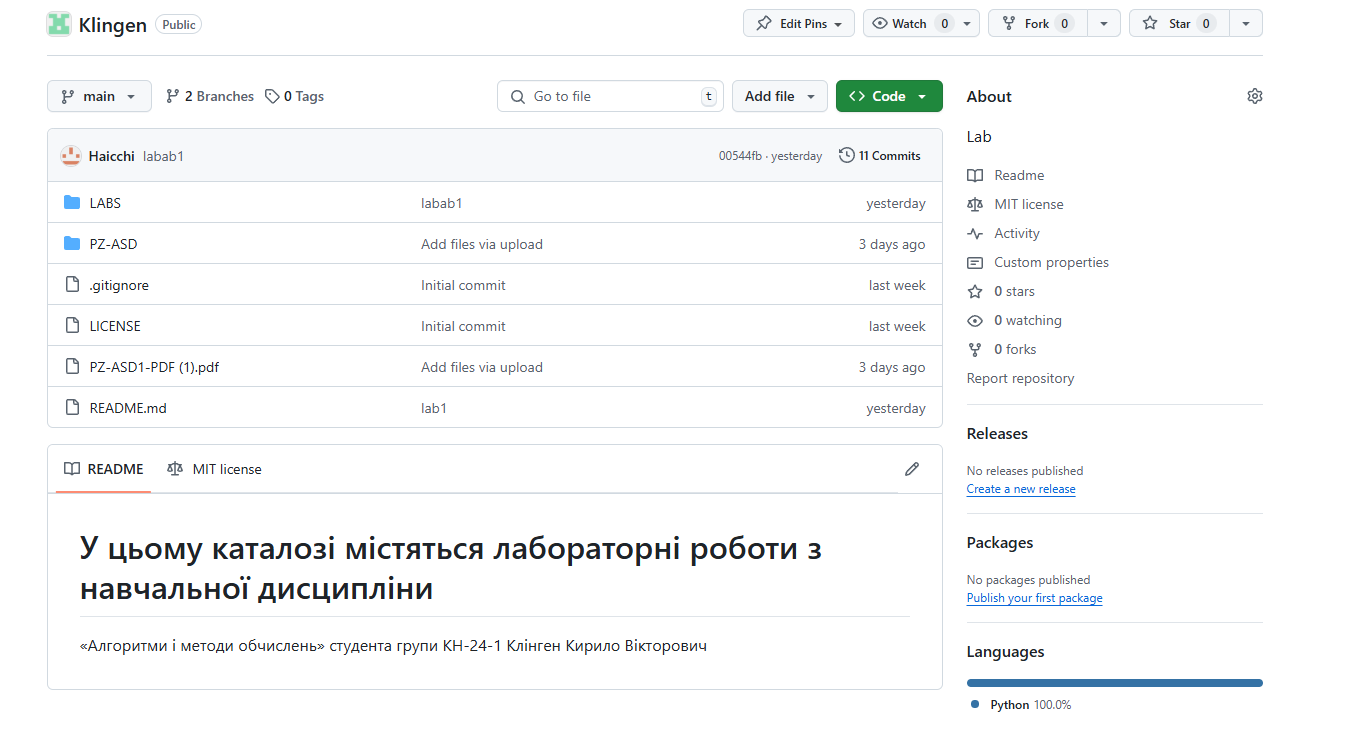 Klingen Public Edit Pins Watch 0 Fork 0 Star 0
main 2 Branches 0 Tags Go to file t Add file Code
Haicchi labab1 00544fb · yesterday 11 Commits
LABS labab1 yesterday
PZ-ASD Add files via upload 3 days ago
.gitignore Initial commit last week
LICENSE Initial commit last week
PZ-ASD1-PDF (1).pdf Add files via upload 3 days ago
README.md lab1 yesterday
README MIT license
У цьому каталозі містяться лабораторні роботи з
навчальної дисципліни
«Алгоритми і методи обчислень» студента групи КН-24-1 Клінген Кирило Вікторович
About
Lab
Readme
MIT license
Activity
Custom properties
0 stars
0 watching
0 forks
Report repository
Releases
No releases published
Create a new release
Packages
No packages published
Publish your first package
Languages
Python 100.0%